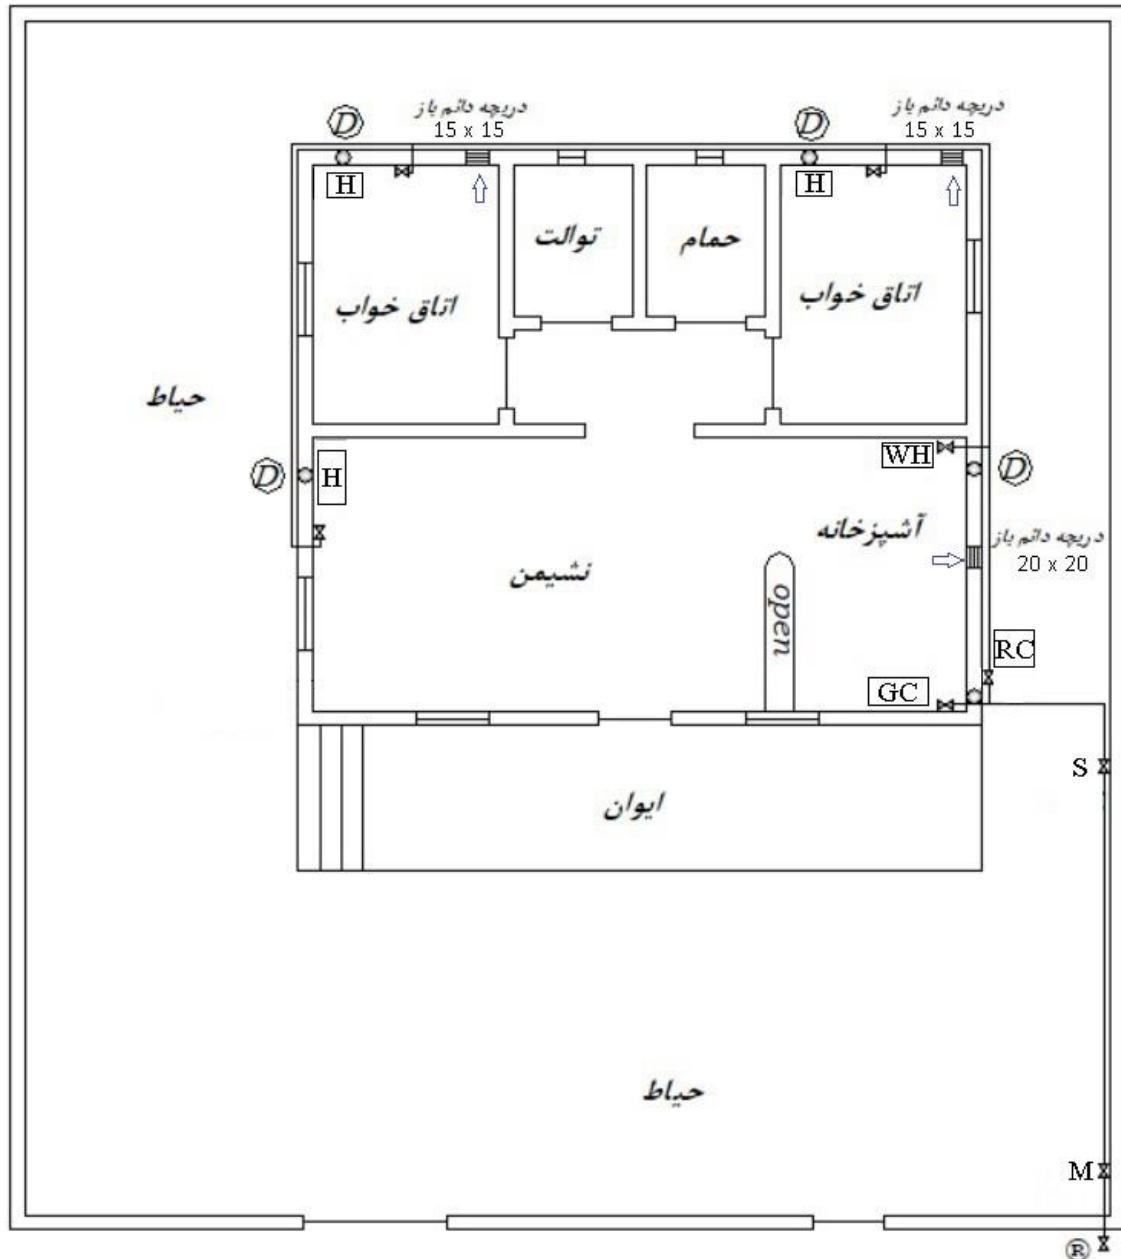 D
دریچه دائم باز
15 x 15
D
دریچه دائم باز
15 x 15
H
H
توالت
حمام
اتاق خواب
اتاق خواب
حیاط
D
H
WH
D
آشپزخانه
نشیمن
دریچه دائم باز
20 x 20
open
RC
GC
S
ایوان
حیاط
M
R